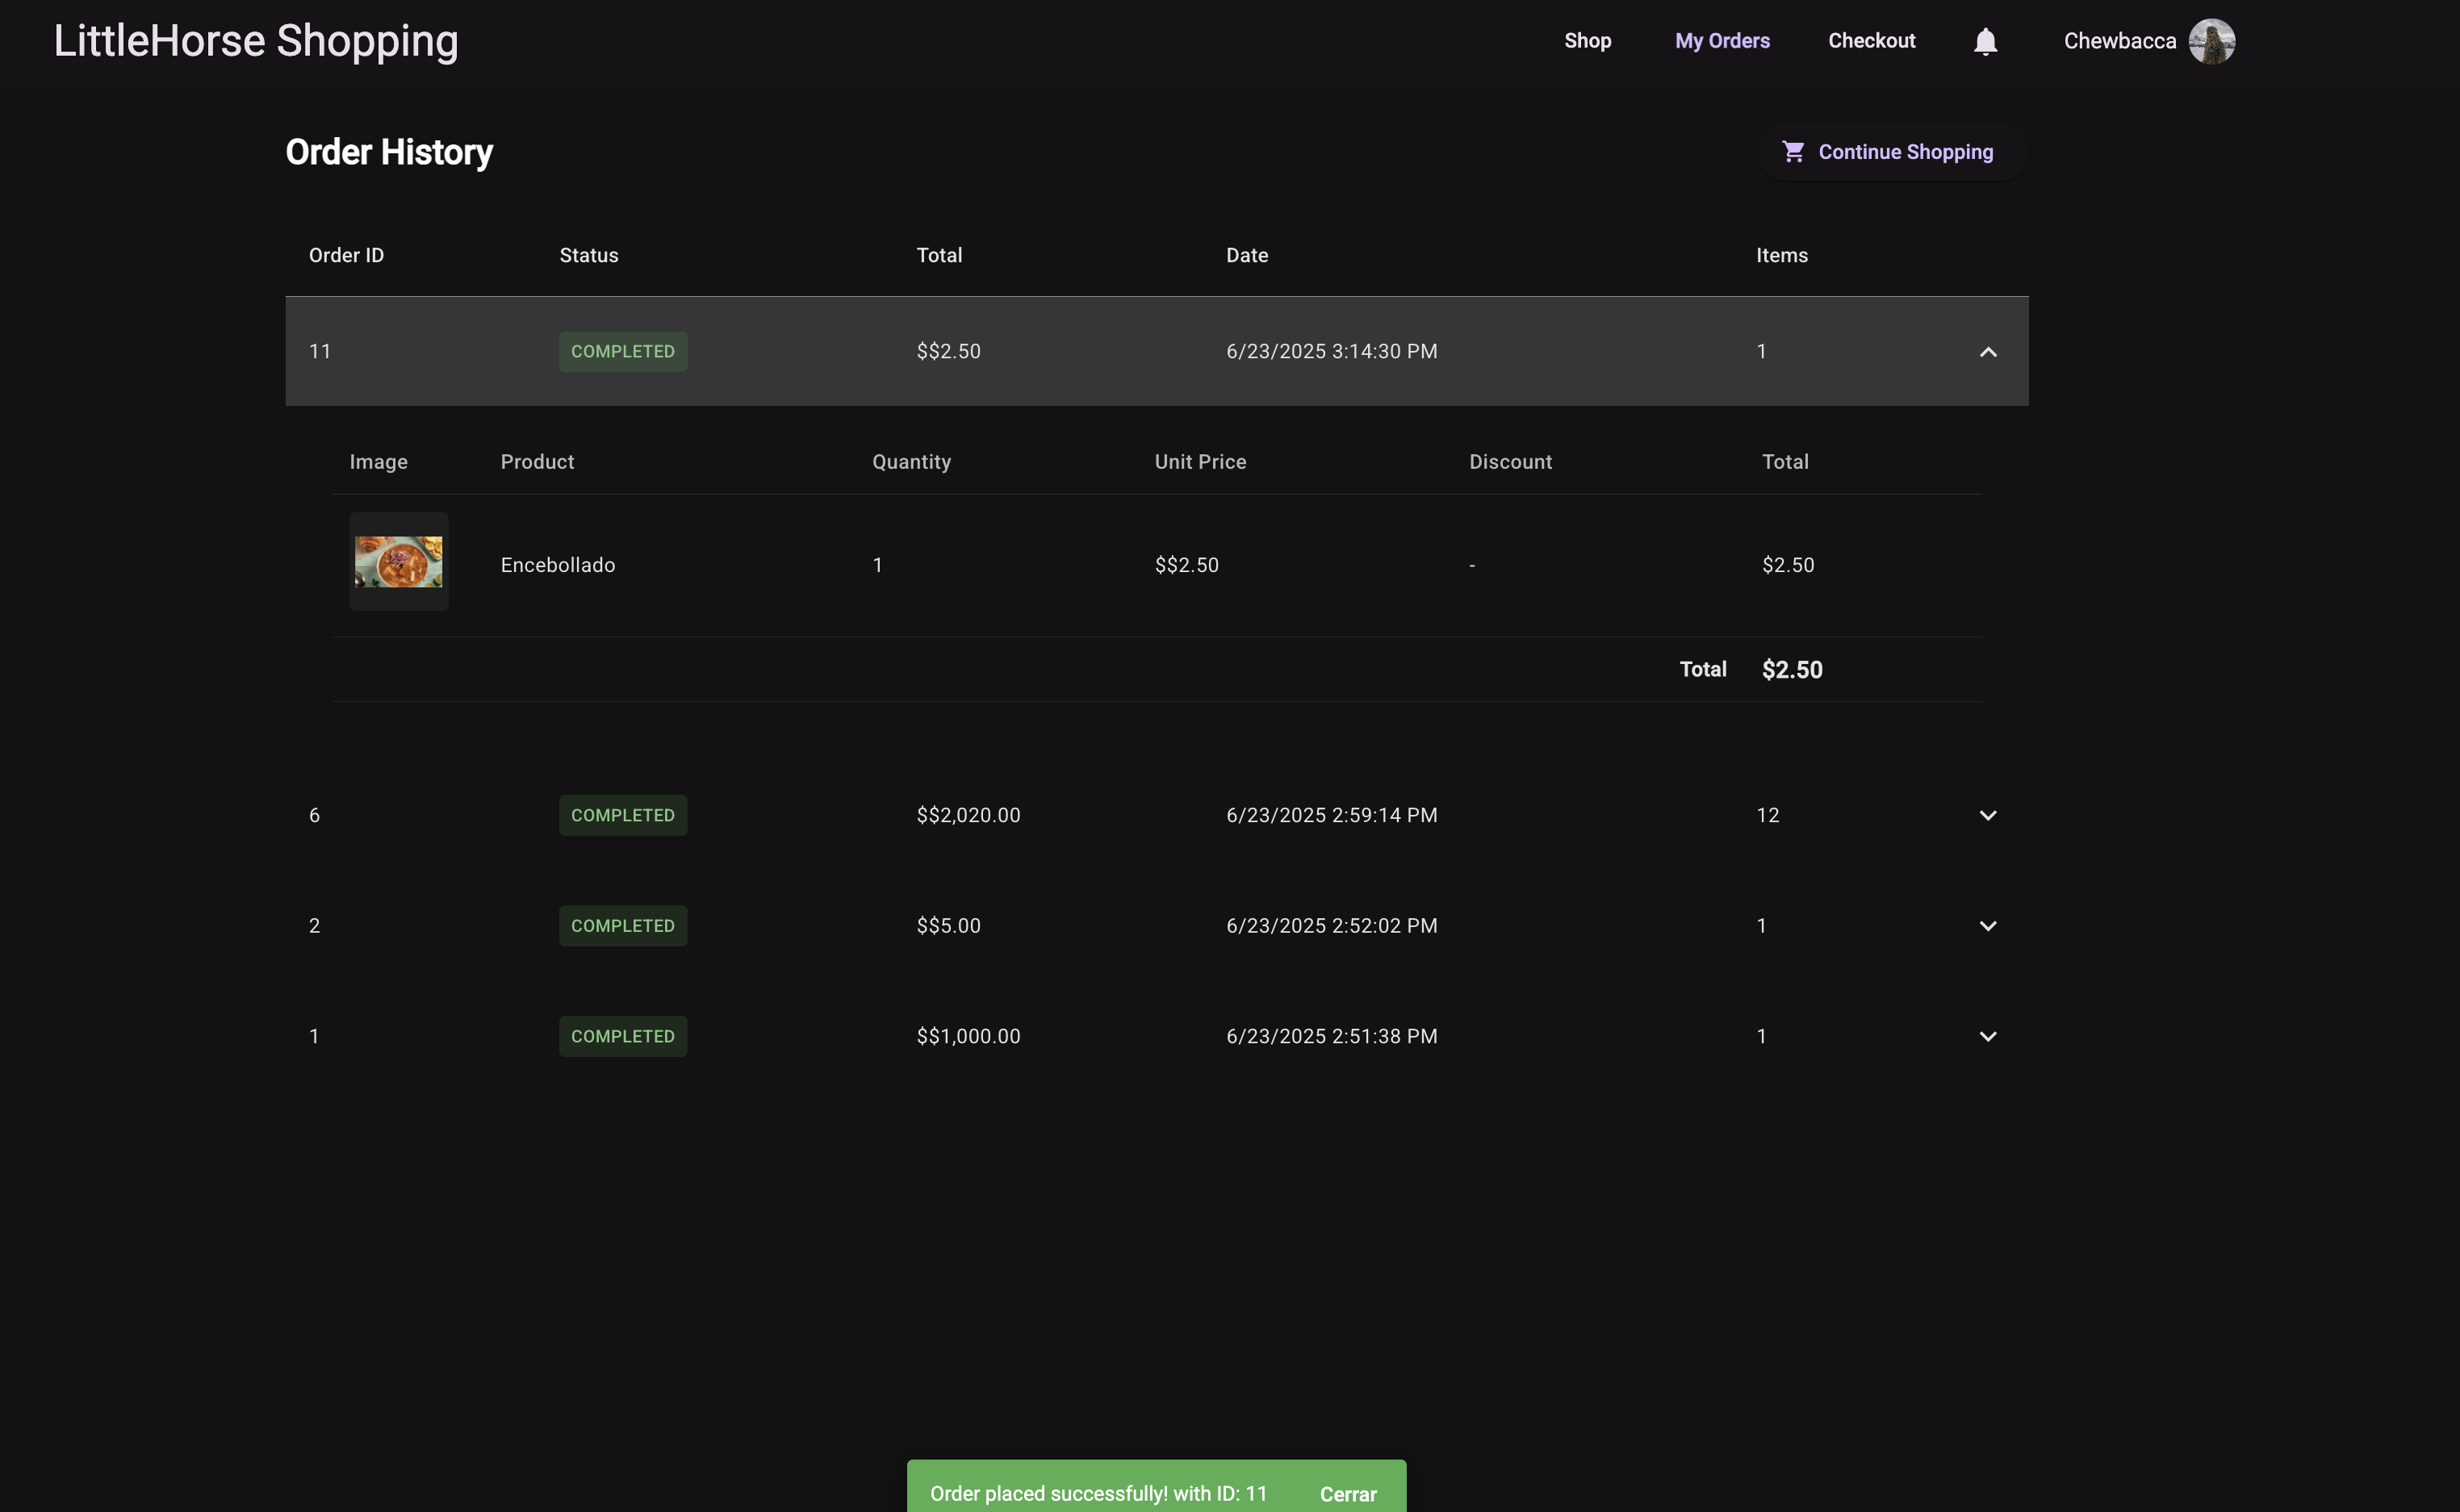 LittleHorse Shopping Shop My Orders Checkout Chewbacca
Order History Continue Shopping
Order ID Status Total Date Items
11 COMPLETED $$2.50 6/23/2025 3:14:30 PM 1
Image Product Quantity Unit Price Discount Total
Encebollado 1 $$2.50 - $2.50
Total $2.50
6 COMPLETED $$2,020.00 6/23/2025 2:59:14 PM 12
2 COMPLETED $$5.00 6/23/2025 2:52:02 PM 1
1 COMPLETED $$1,000.00 6/23/2025 2:51:38 PM 1
Order placed successfully! with ID: 11 Cerrar